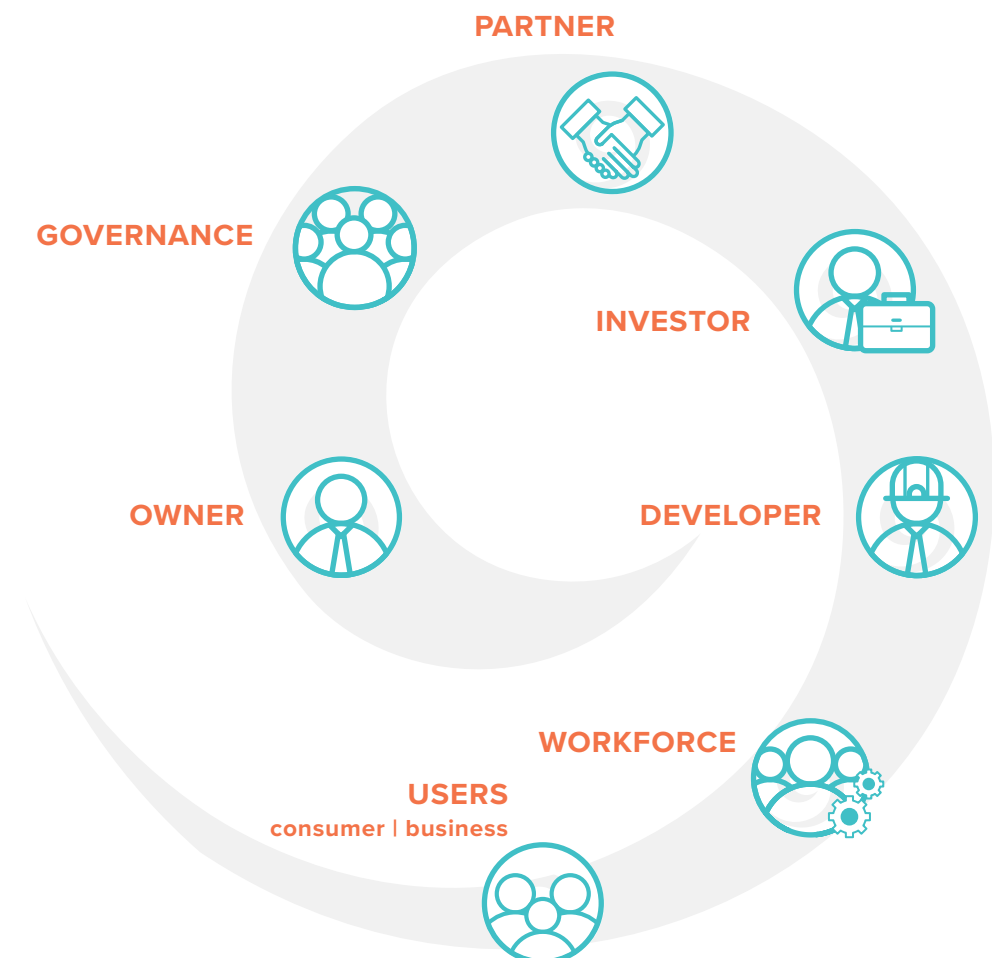 PARTNER
GOVERNANCE
INVESTOR
OWNER
DEVELOPER
WORKFORCE
USERS
consumer | business